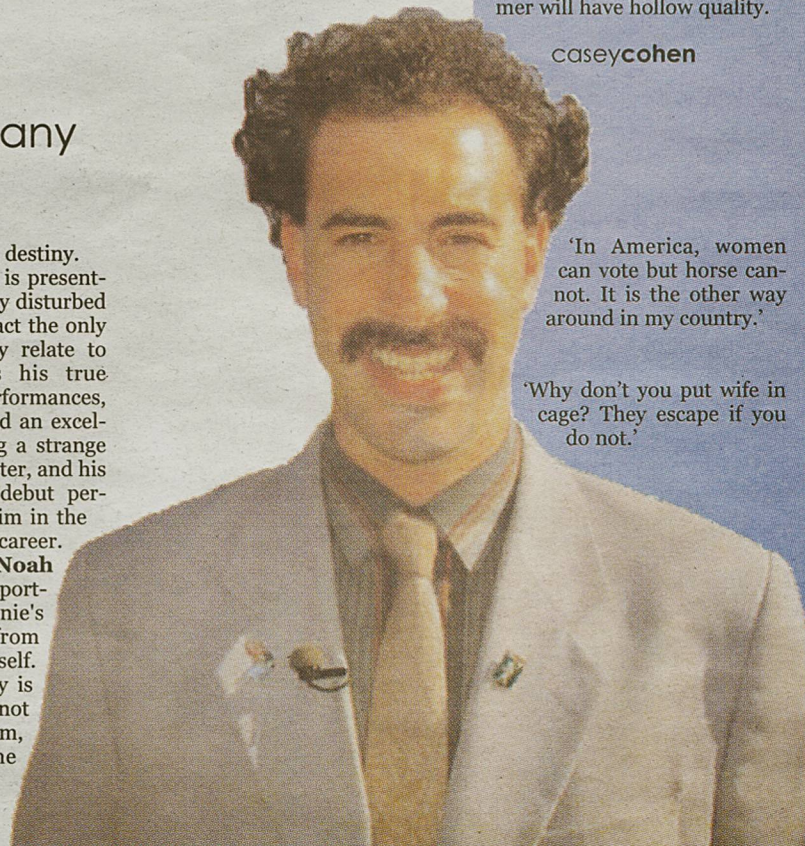 mer will have hollow quality.
caseycohen
any
destiny.
is present-
y disturbed
act the only
y relate to
his true
rformances,
d an excel-
g a strange
ter, and his
debut per-
im in the
career.
Noah
port-
nie's
from
self.
y is
not
m,
ne
‘In America, women
can vote but horse can-
not. It is the other way
around in my country.’
‘Why don’t you put wife in
cage? They escape if you
do not.’